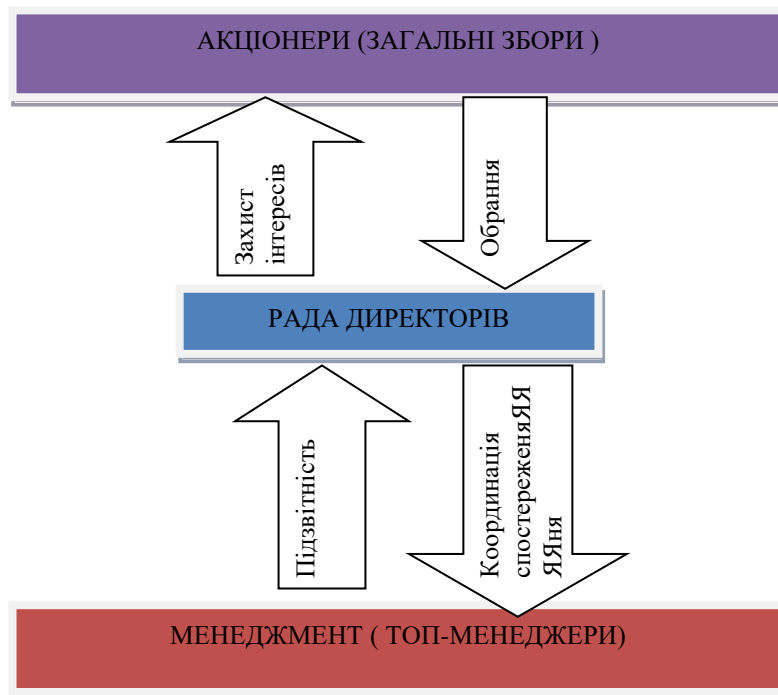 АКЦІОНЕРИ (ЗАГАЛЬНІ ЗБОРИ )
Захист
інтересів
Обрання
РАДА ДИРЕКТОРІВ
Підзвітність
Координація
спостереженяЯЯ
ЯЯня
МЕНЕДЖМЕНТ ( ТОП-МЕНЕДЖЕРИ)